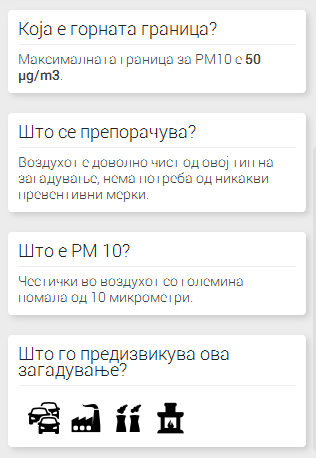 Која е горната граница?
Максималната граница за PM10 е 50
µg/m3.
Што се препорачува?
Воздухот е доволно чист од овој тип на
загадување, нема потреба од никакви
превентивни мерки.
Што е PM 10?
Честички во воздухот со големина
помала од 10 микрометри.
Што го предизвикува ова
загадување?